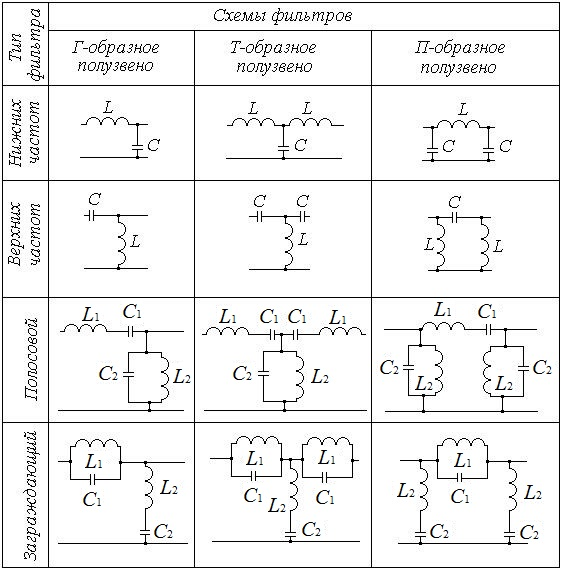 Тип
фильтра
Схемы фильтров
Г-образное
полузвено
Т-образное
полузвено
П-образное
полузвено
Нижних
частот
L
C
L L
C
L
C C
Верхних
частот
C
L
C C
L
C
L L
Полосовой
L1 C1
C2 L2
L1 C1 C1 L1
C2 L2
L1 C1
C2 L2 L2 C2
Заграждающий
L1
C1
L2
C2
L1 L1
C1 C1
L2
C2
L1
C1
L2 L2
C2 C2